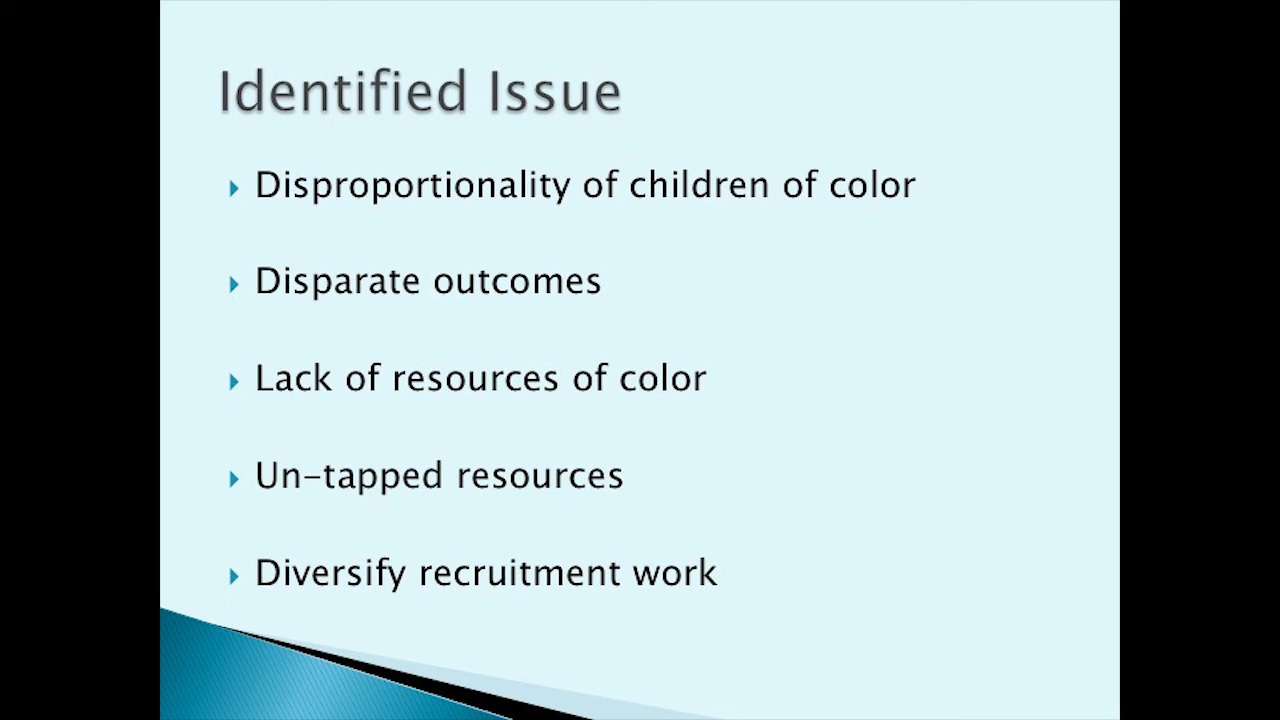 Identified Issue
Disproportionality of children of color
Disparate outcomes
Lack of resources of color
Un-tapped resources
Diversify recruitment work